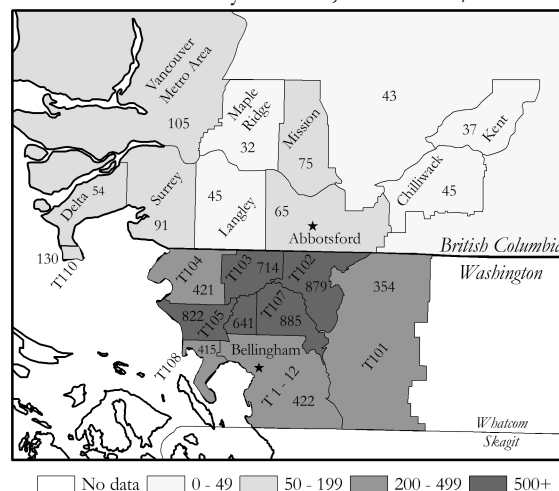 Vancouver
Metro Area
105
Maple
Ridge
32
Mission
75
43
37
Kent
Chilliwack
45
Delta
54
Surrey
91
45
Langley
65
Abbotsford
130
T110
British Columbia
Washington
T104
421
T103
714
T102
879
354
822
T105
641
T107
885
T108
415
Bellingham
T101
T 1 - 12
422
Whatcom
Skagit
No data
0 - 49
50 - 199
200 - 499
500+